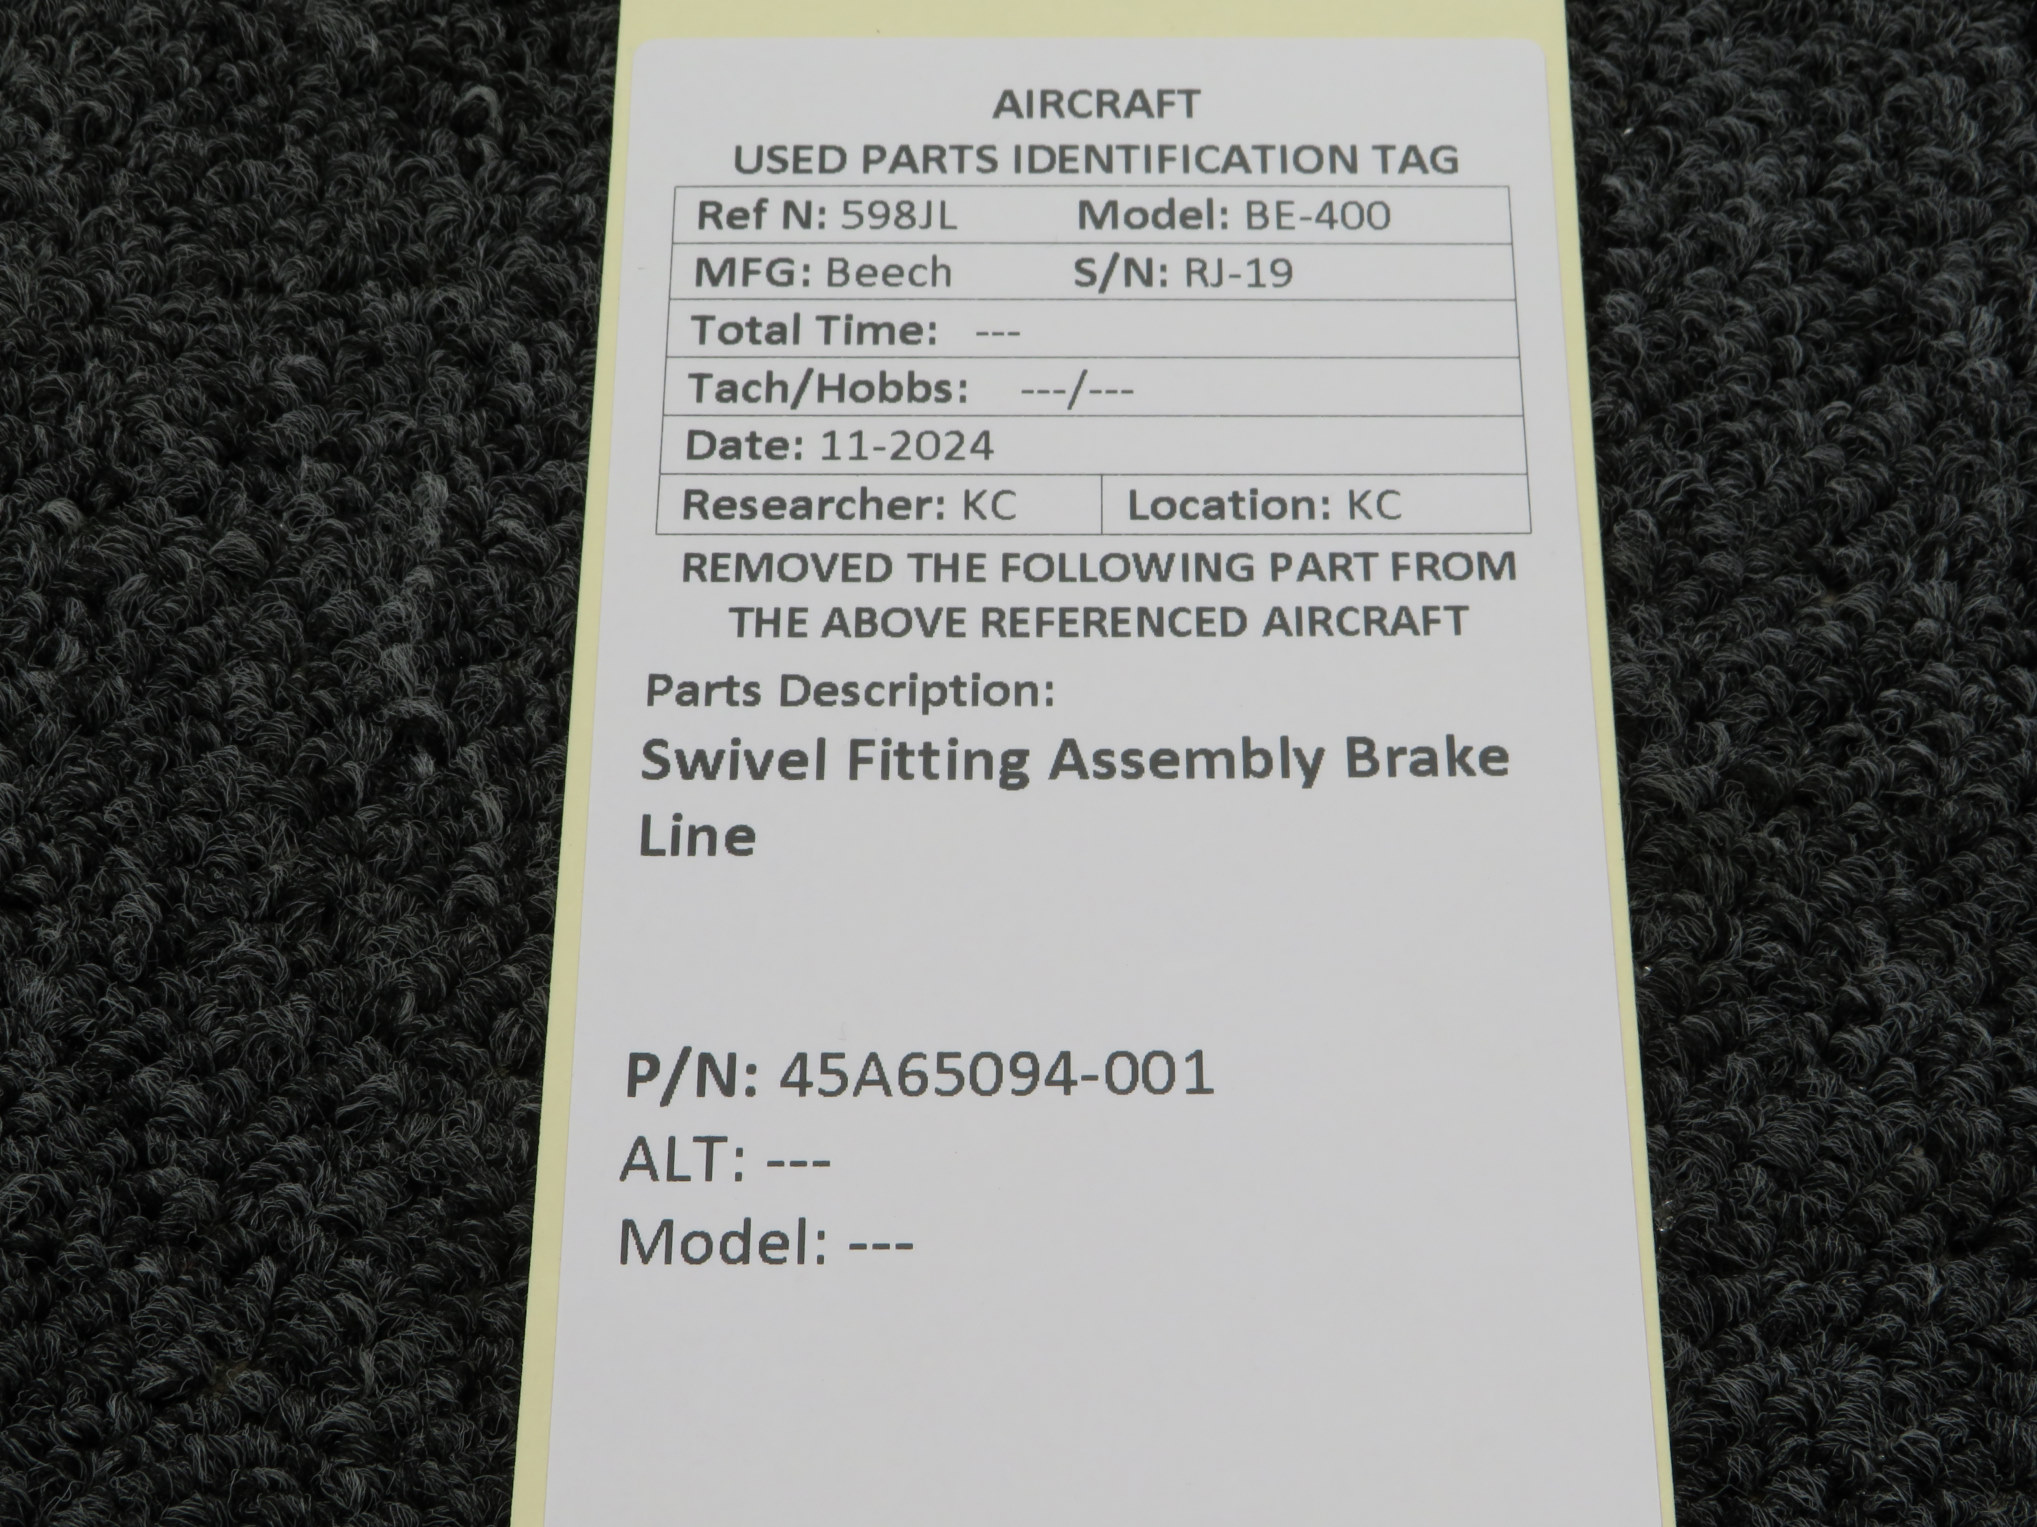 AIRCRAFT
USED PARTS IDENTIFICATION TAG
Ref N: 598JL Model: BE-400
MFG: Beech S/N: RJ-19
Total Time: ---
Tach/Hobbs: ---/---
Date: 11-2024
Researcher: KC Location: KC
REMOVED THE FOLLOWING PART FROM
THE ABOVE REFERENCED AIRCRAFT
Parts Description:
Swivel Fitting Assembly Brake
Line
P/N: 45A65094-001
ALT: ---
Model: ---